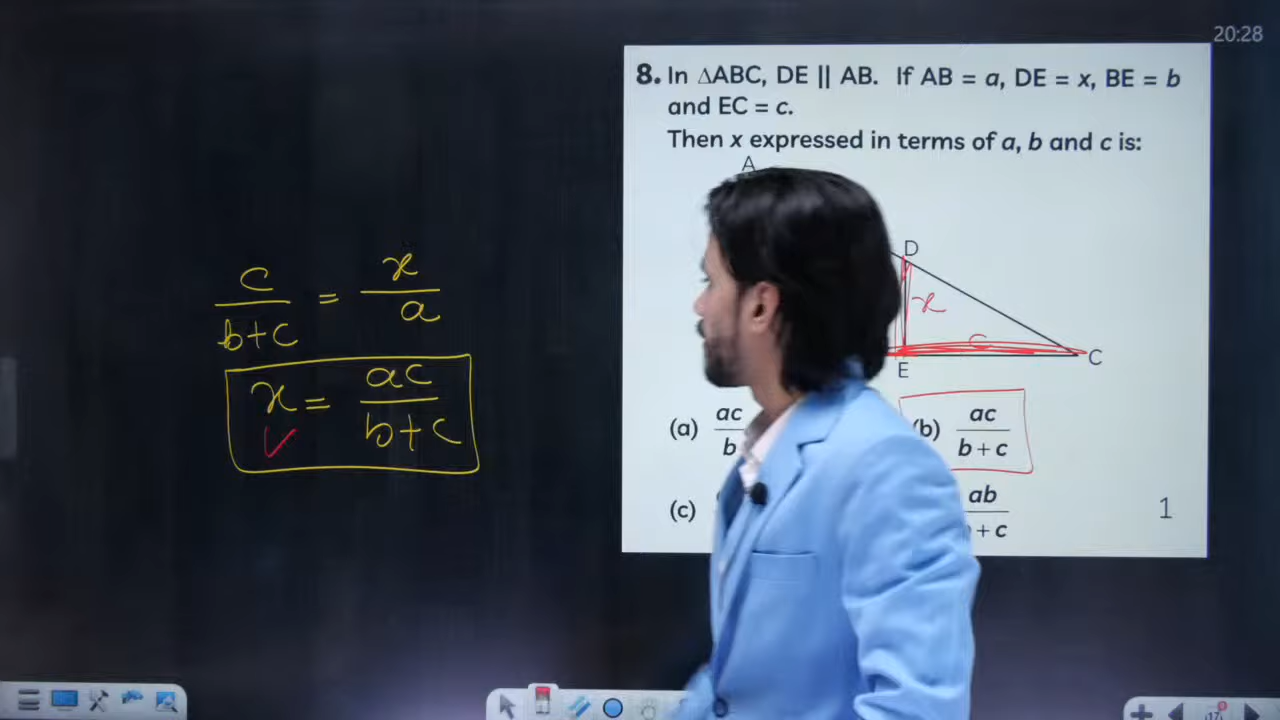 20:28
8. In △ABC, DE || AB. If AB = a, DE = x, BE = b
and EC = c.
Then x expressed in terms of a, b and c is:
A
D
x
c
E
C
(a) ac/b
(b) ac/b + c
(c)
ab/ + c
1
c/b+c = x/a
x = ac/b+c